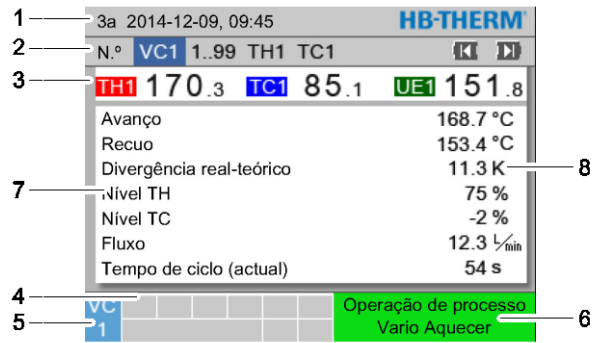 1
3a 2014-12-09, 09:45 HB-THERM®
2
N.º VC1 1..99 TH1 TC1
3
TH1 170.3 TC1 85.1 UE1 151.8
Avanço 168.7 °C
Recuo 153.4 °C
Divergência real-teórico 11.3 K 8
7 Nível TH 75 %
Nível TC -2 %
Fluxo 12.3 L/min
Tempo de ciclo (actual) 54 s
4
VC Operação de processo
5 1 Vario Aquecer 6